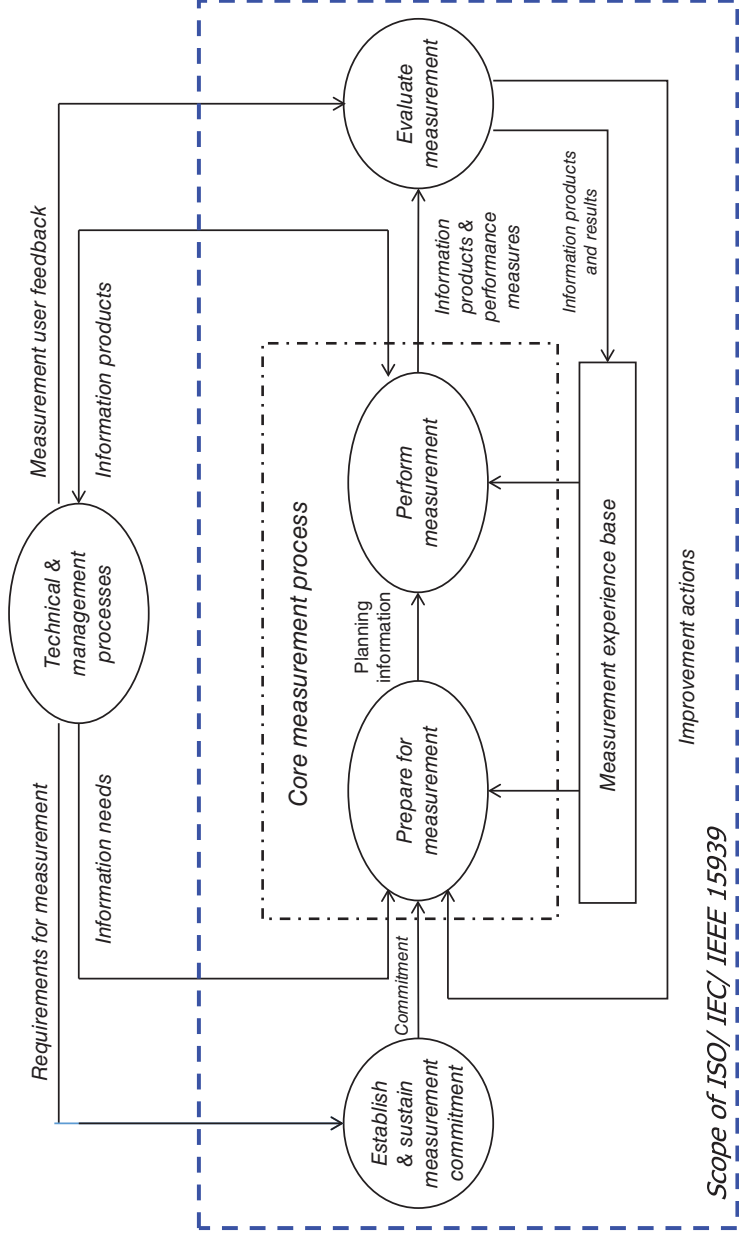 Technical &
management
processes
Requirements for measurement
Measurement user feedback
Information needs
Information products
Core measurement process
Establish
& sustain
measurement
commitment
Commitment
Prepare for
measurement
Planning
information
Perform
measurement
Information
products &
performance
measures
Evaluate
measurement
Information products
and results
Measurement experience base
Improvement actions
Scope of ISO/ IEC/ IEEE 15939